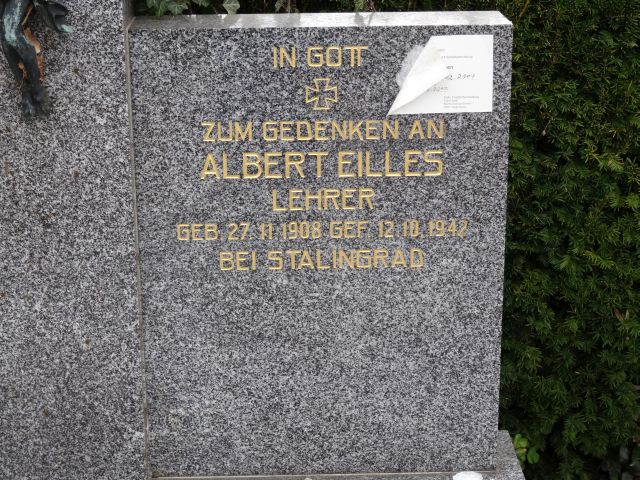 IN GOTT
ZUM GEDENKEN AN
ALBERT EILLES
LEHRER
GEB. 27. 11. 1908 GEF. 12. 10. 1942
BEI STALINGRAD